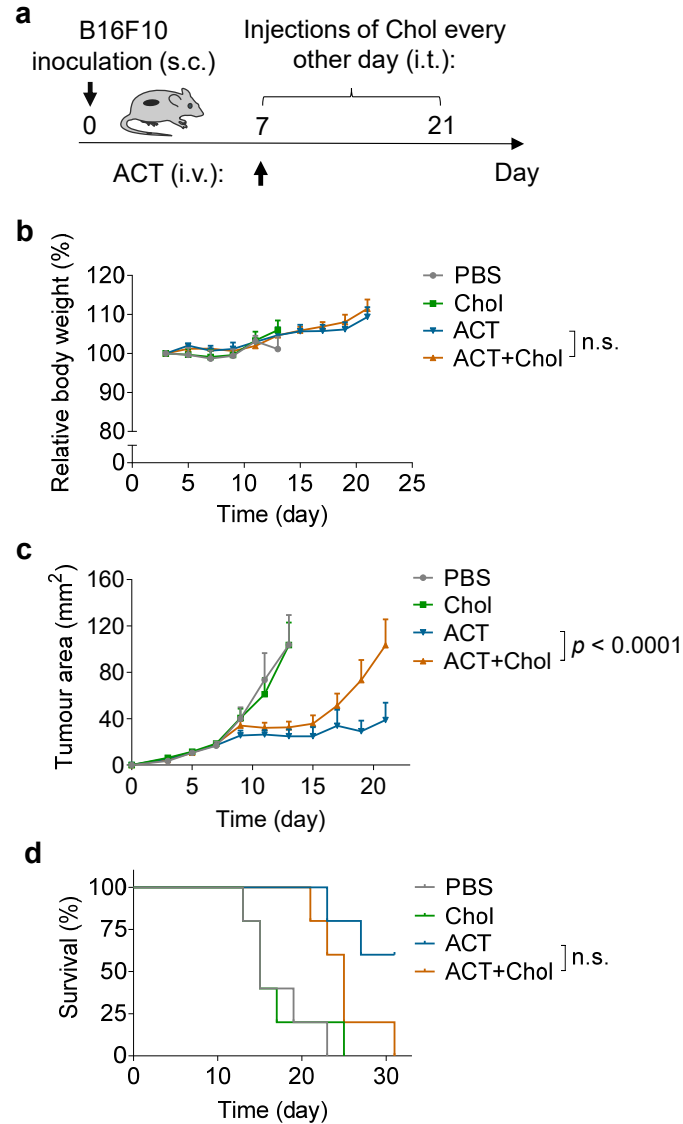 a
B16F10
inoculation (s.c.)
Injections of Chol every
other day (i.t.):
0
7
21
ACT (i.v.):
Day
b
Relative body weight (%)
120
110
100
90
80
0
0 5 10 15 20 25
Time (day)
PBS
Chol
ACT
ACT+Chol
n.s.
c
Tumour area (mm²)
160
120
80
40
0
0 5 10 15 20
Time (day)
PBS
Chol
ACT
ACT+Chol
p < 0.0001
d
Survival (%)
100
75
50
25
0
0 10 20 30
Time (day)
PBS
Chol
ACT
ACT+Chol
n.s.